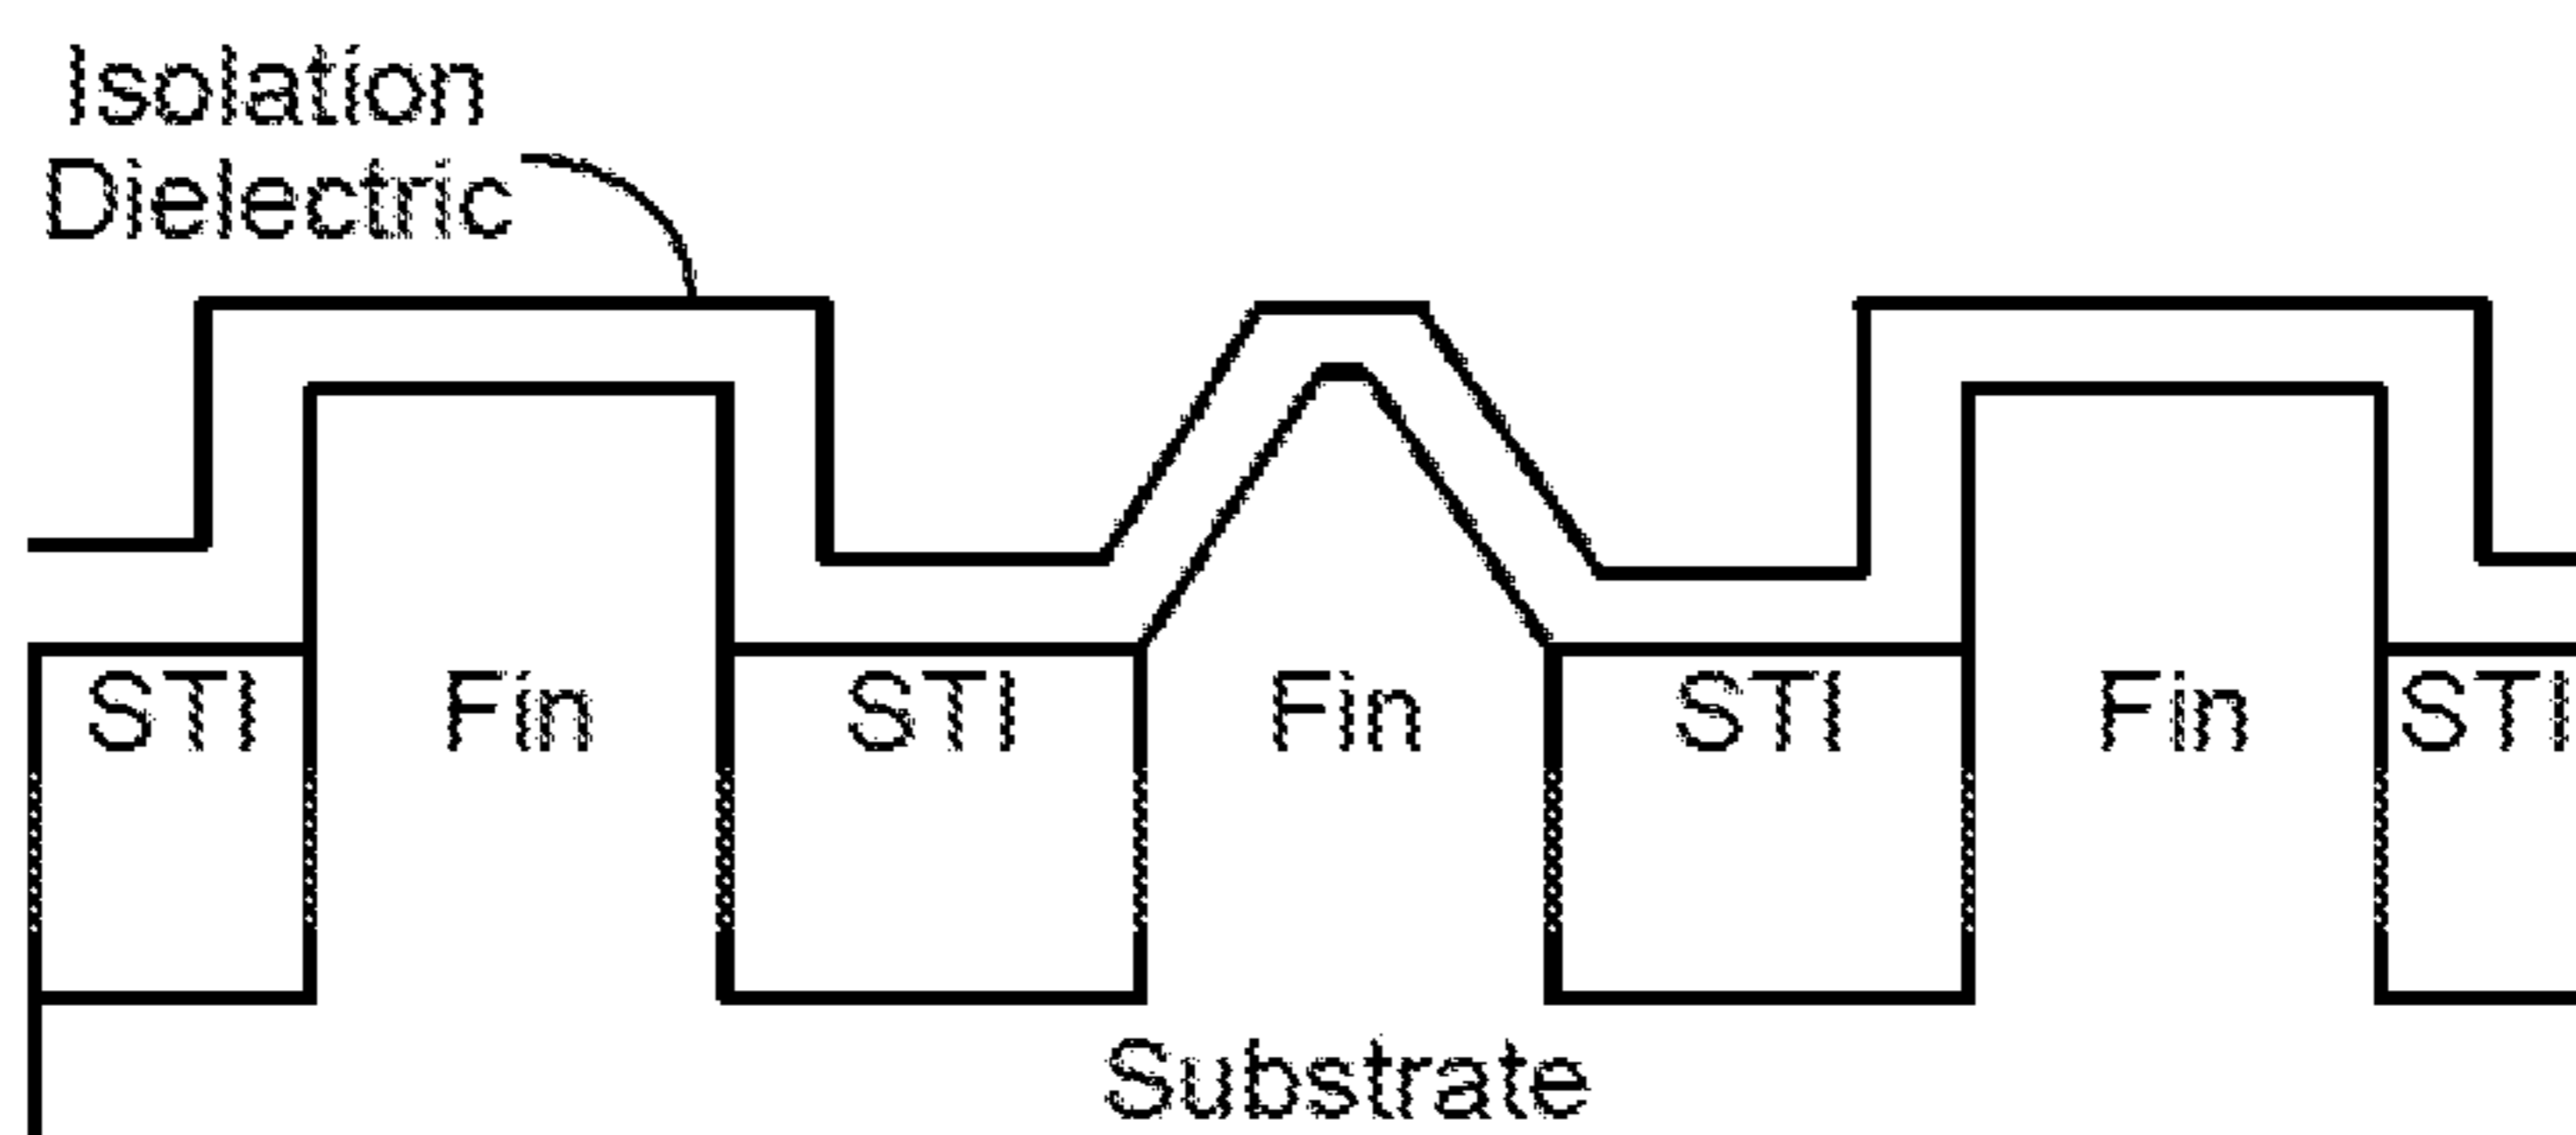 Isolation
Dielectric
STI Fin STI Fin STI Fin STI
Substrate